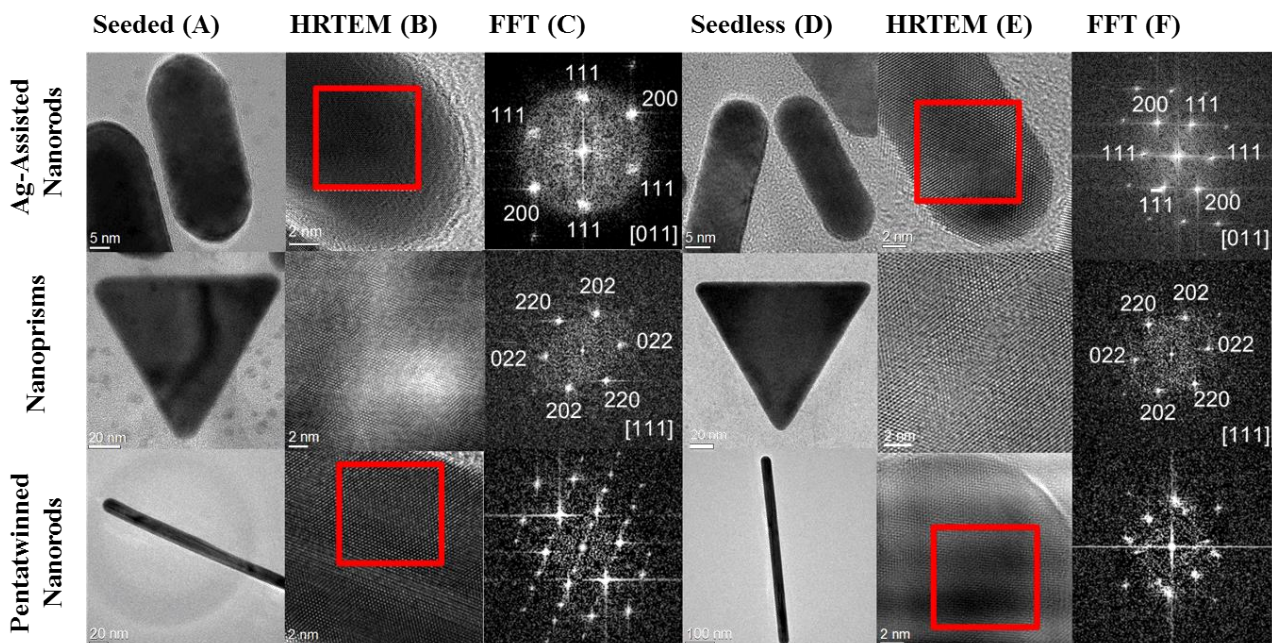 Seeded (A) HRTEM (B) FFT (C) Seedless (D) HRTEM (E) FFT (F)
Ag-Assisted
Nanorods
5 nm
2 nm
111
111
200
200
111
111
[011]
5 nm
2 nm
200
111
111
111
111
200
[011]
Nanoprisms
20 nm
2 nm
202
220
022
022
202
220
[111]
20 nm
2 nm
202
220
022
022
202
220
[111]
Pentatwinned
Nanorods
20 nm
2 nm
100 nm
2 nm